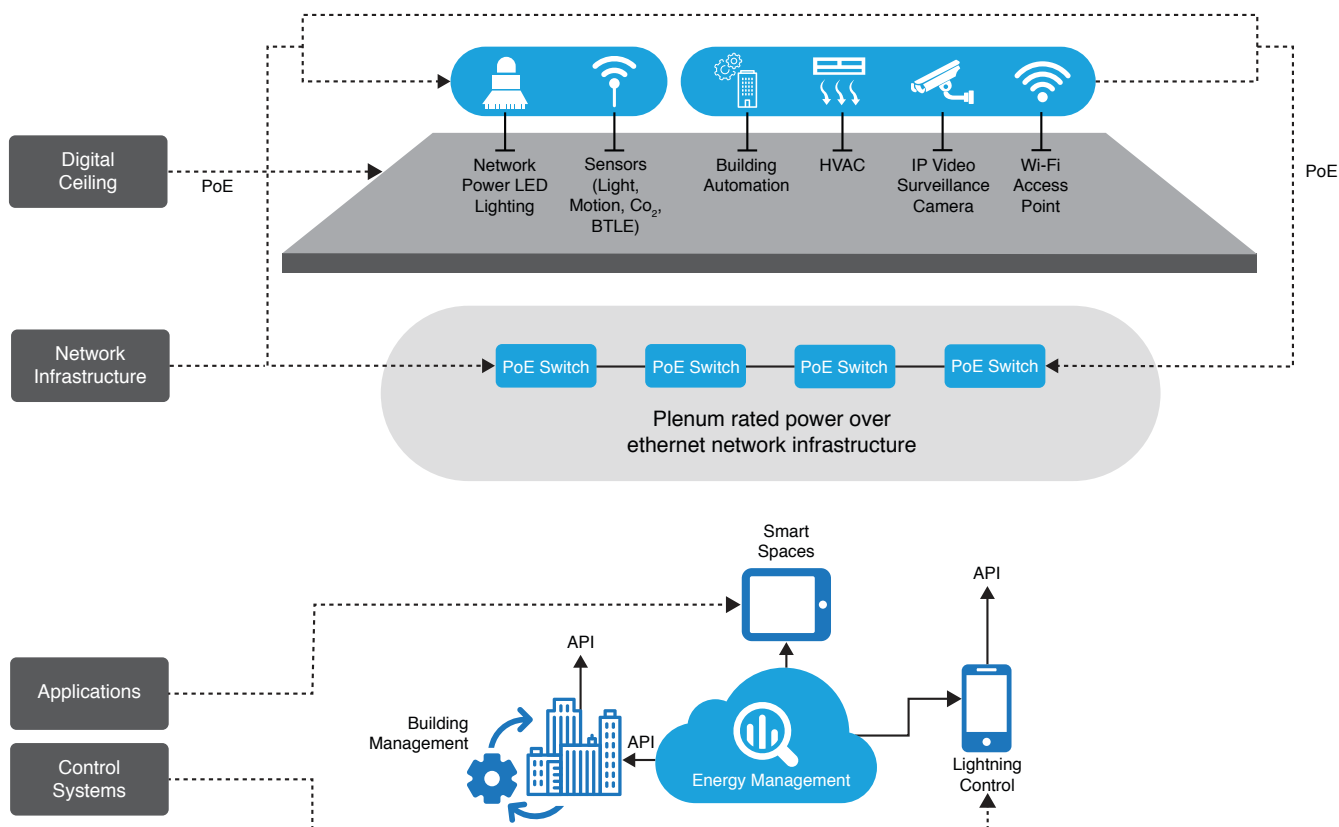 Digital
Ceiling
PoE
Network
Power LED
Lighting
Sensors
(Light,
Motion, Co₂,
BTLE)
Building
Automation
HVAC
IP Video
Surveillance
Camera
Wi-Fi
Access
Point
PoE
Network
Infrastructure
PoE Switch
PoE Switch
PoE Switch
PoE Switch
Plenum rated power over
ethernet network infrastructure
Smart
Spaces
API
API
Applications
Building
Management
API
Energy Management
Control
Systems
Lightning
Control